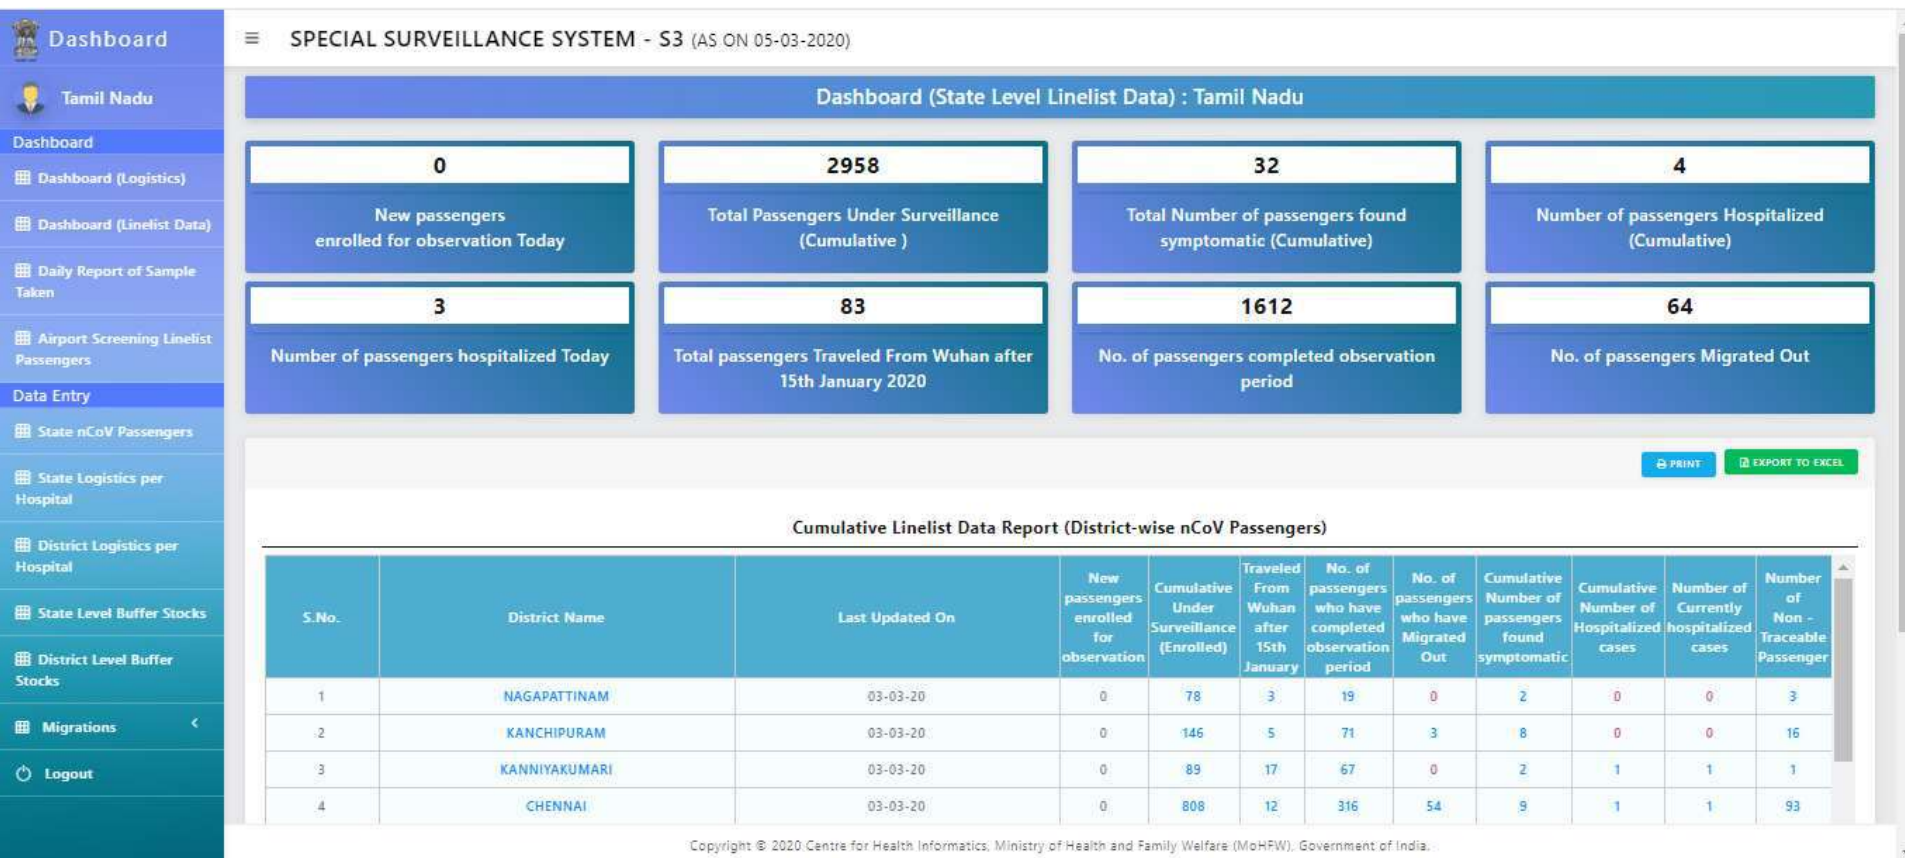 Dashboard
Tamil Nadu
Dashboard
Dashboard (Logistics)
Dashboard (Linelist Data)
Daily Report of Sample
Taken
Airport Screening Linelist
Passengers
Data Entry
State nCoV Passengers
State Logistics per
Hospital
District Logistics per
Hospital
State Level Buffer Stocks
District Level Buffer
Stocks
Migrations
Logout
SPECIAL SURVEILLANCE SYSTEM - S3 (AS ON 05-03-2020)
Dashboard (State Level Linelist Data) : Tamil Nadu
0
New passengers
enrolled for observation Today
2958
Total Passengers Under Surveillance
(Cumulative )
32
Total Number of passengers found
symptomatic (Cumulative)
4
Number of passengers Hospitalized
(Cumulative)
3
Number of passengers hospitalized Today
83
Total passengers Traveled From Wuhan after
15th January 2020
1612
No. of passengers completed observation
period
64
No. of passengers Migrated Out
PRINT
EXPORT TO EXCEL
Cumulative Linelist Data Report (District-wise nCoV Passengers)
S.No.
District Name
Last Updated On
New
passengers
enrolled
for
observation
Cumulative
Under
Surveillance
(Enrolled)
Traveled
From
Wuhan
after
15th
January
No. of
passengers
who have
completed
observation
period
No. of
passengers
who have
Migrated
Out
Cumulative
Number of
passengers
found
symptomatic
Cumulative
Number of
Hospitalized
cases
Number of
Currently
hospitalized
cases
Number
of
Non -
Traceable
Passenger
1 NAGAPATTINAM 03-03-20 0 78 3 19 0 2 0 0 3
2 KANCHIPURAM 03-03-20 0 146 5 71 3 8 0 0 16
3 KANNIYAKUMARI 03-03-20 0 89 17 67 0 2 1 1 1
4 CHENNAI 03-03-20 0 808 12 316 54 9 1 1 93
Copyright © 2020 Centre for Health Informatics, Ministry of Health and Family Welfare (MoHFW), Government of India.